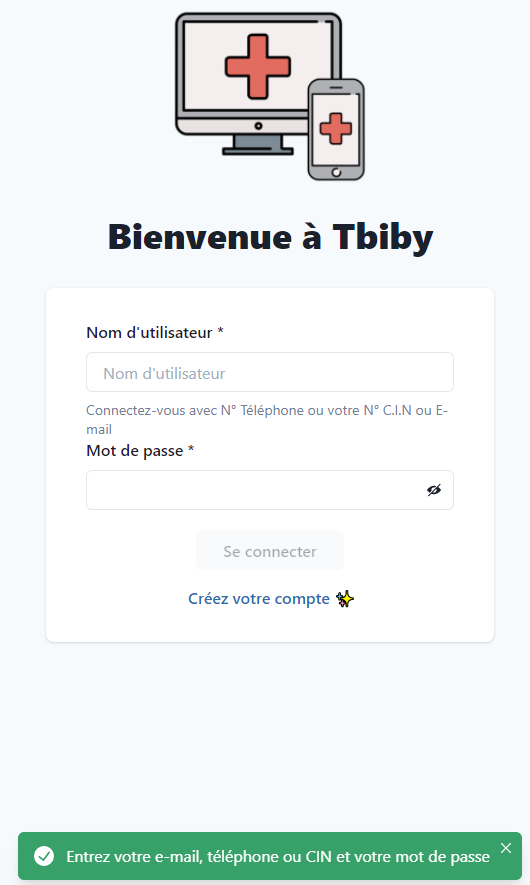 Bienvenue à Tbiby
Nom d'utilisateur *
Nom d'utilisateur
Connectez-vous avec N° Téléphone ou votre N° C.I.N ou E-
mail
Mot de passe *
Se connecter
Créez votre compte ✨
Entrez votre e-mail, téléphone ou CIN et votre mot de passe